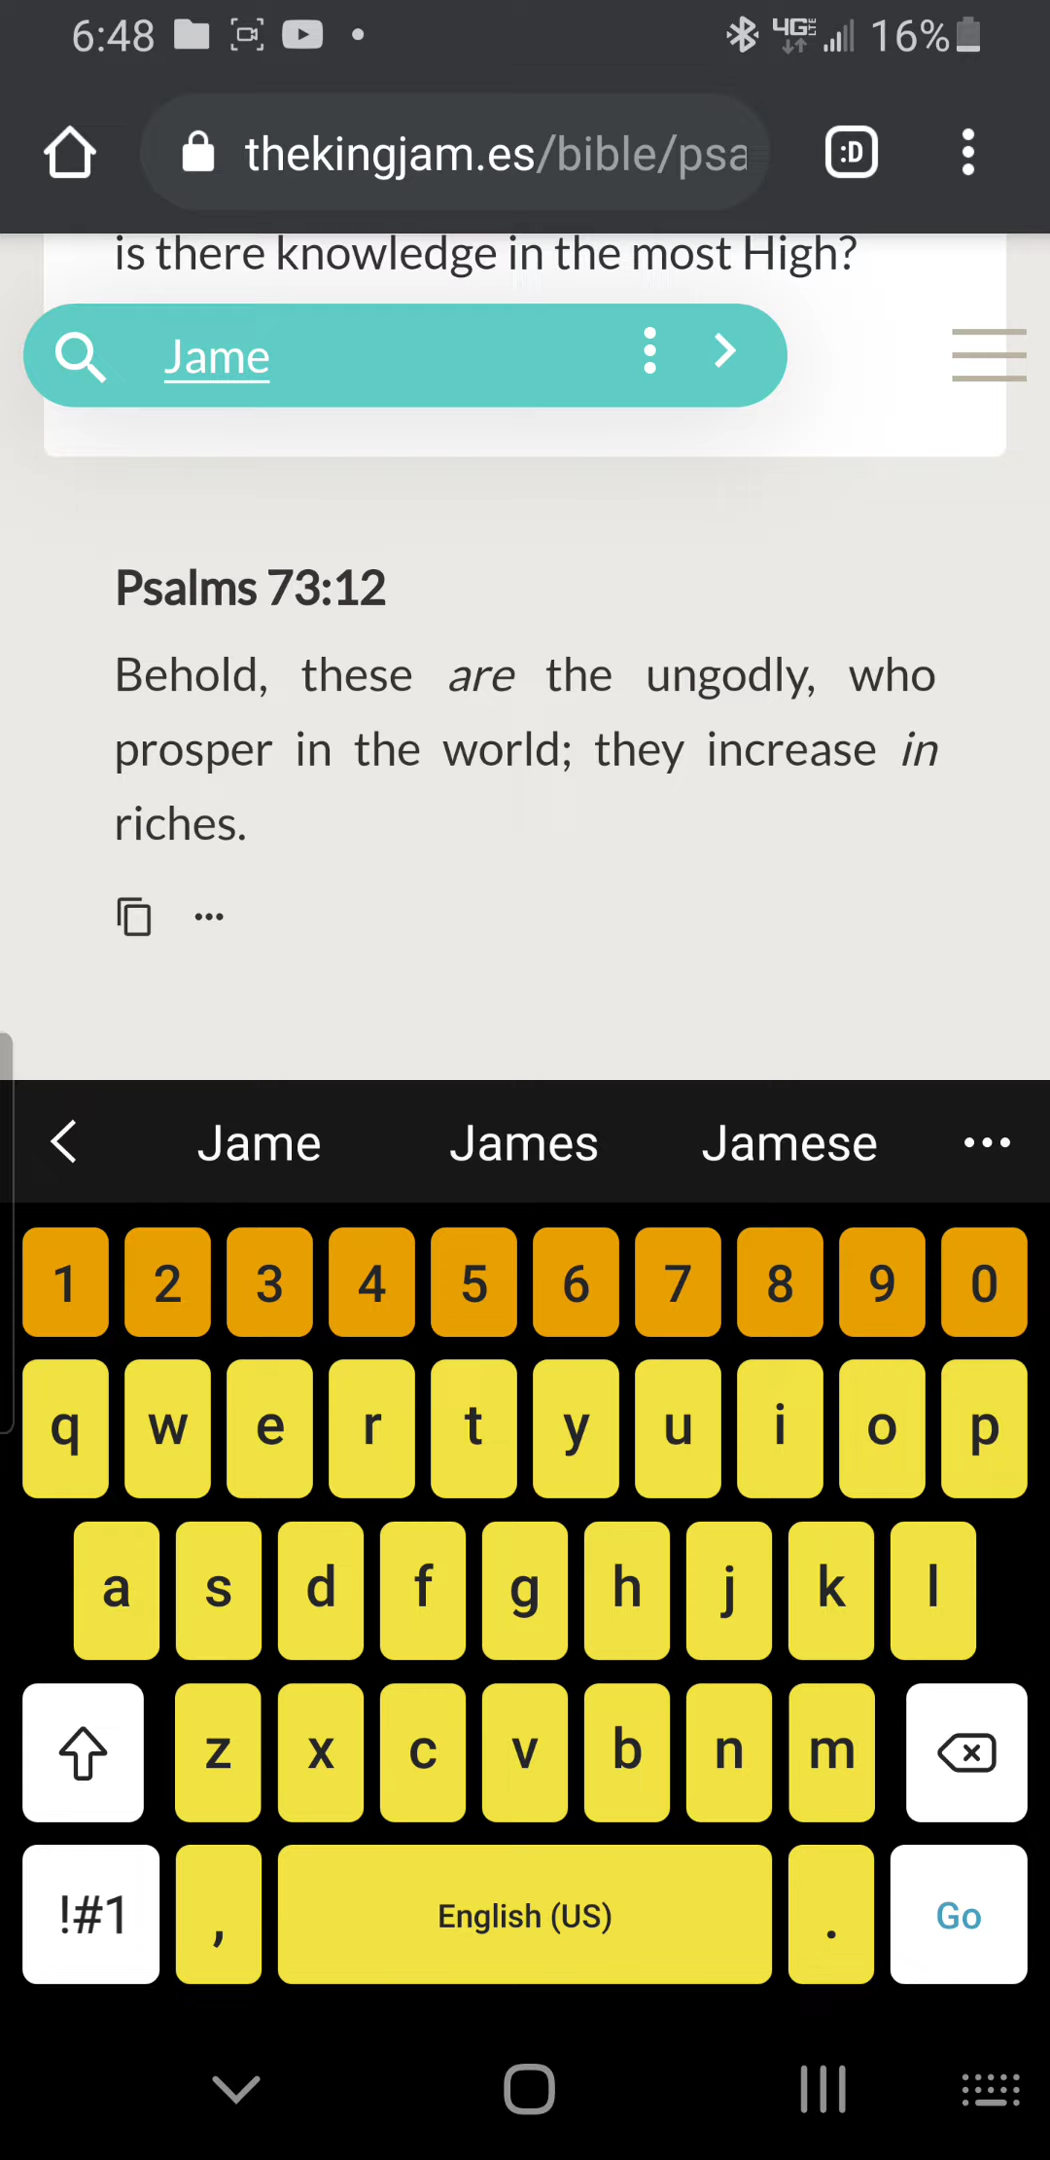 6:48 4G LTE 16%
thekingjam.es/bible/psa :D
is there knowledge in the most High?
Jame
Psalms 73:12
Behold, these are the ungodly, who
prosper in the world; they increase in
riches.
Jame James Jamese
1 2 3 4 5 6 7 8 9 0
q w e r t y u i o p
a s d f g h j k l
z x c v b n m
!#1 , English (US) . Go